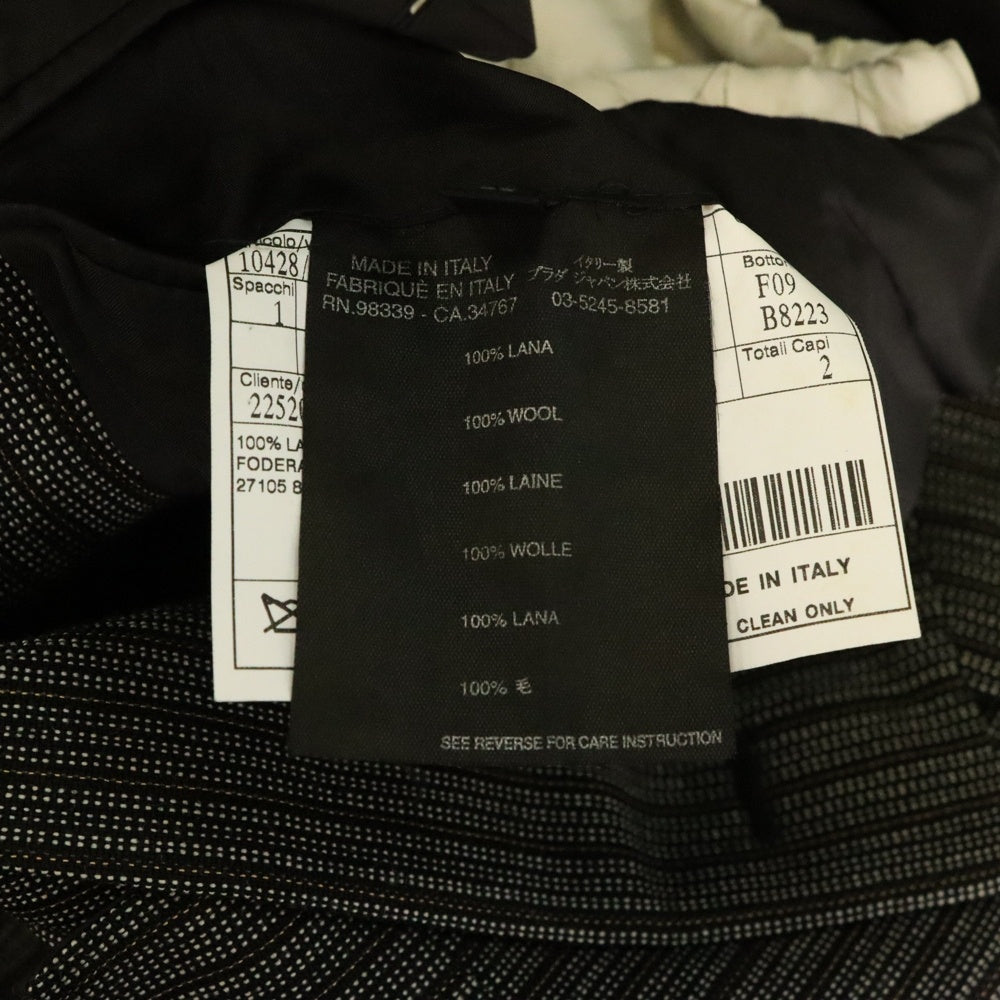 MADE IN ITALY
FABRIQUÉ EN ITALY
RN.98339 - CA.34767
イタリー製
プラダ ジャパン株式会社
03-5245-8581
100% LANA
100% WOOL
100% LAINE
100% WOLLE
100% LANA
100% 毛
SEE REVERSE FOR CARE INSTRUCTION
10428/
Spacchi
1
Cliente/
2252
100% LA
FODERA
27105 8
Botto
F09
B8223
Totali Capi
2
DE IN ITALY
CLEAN ONLY